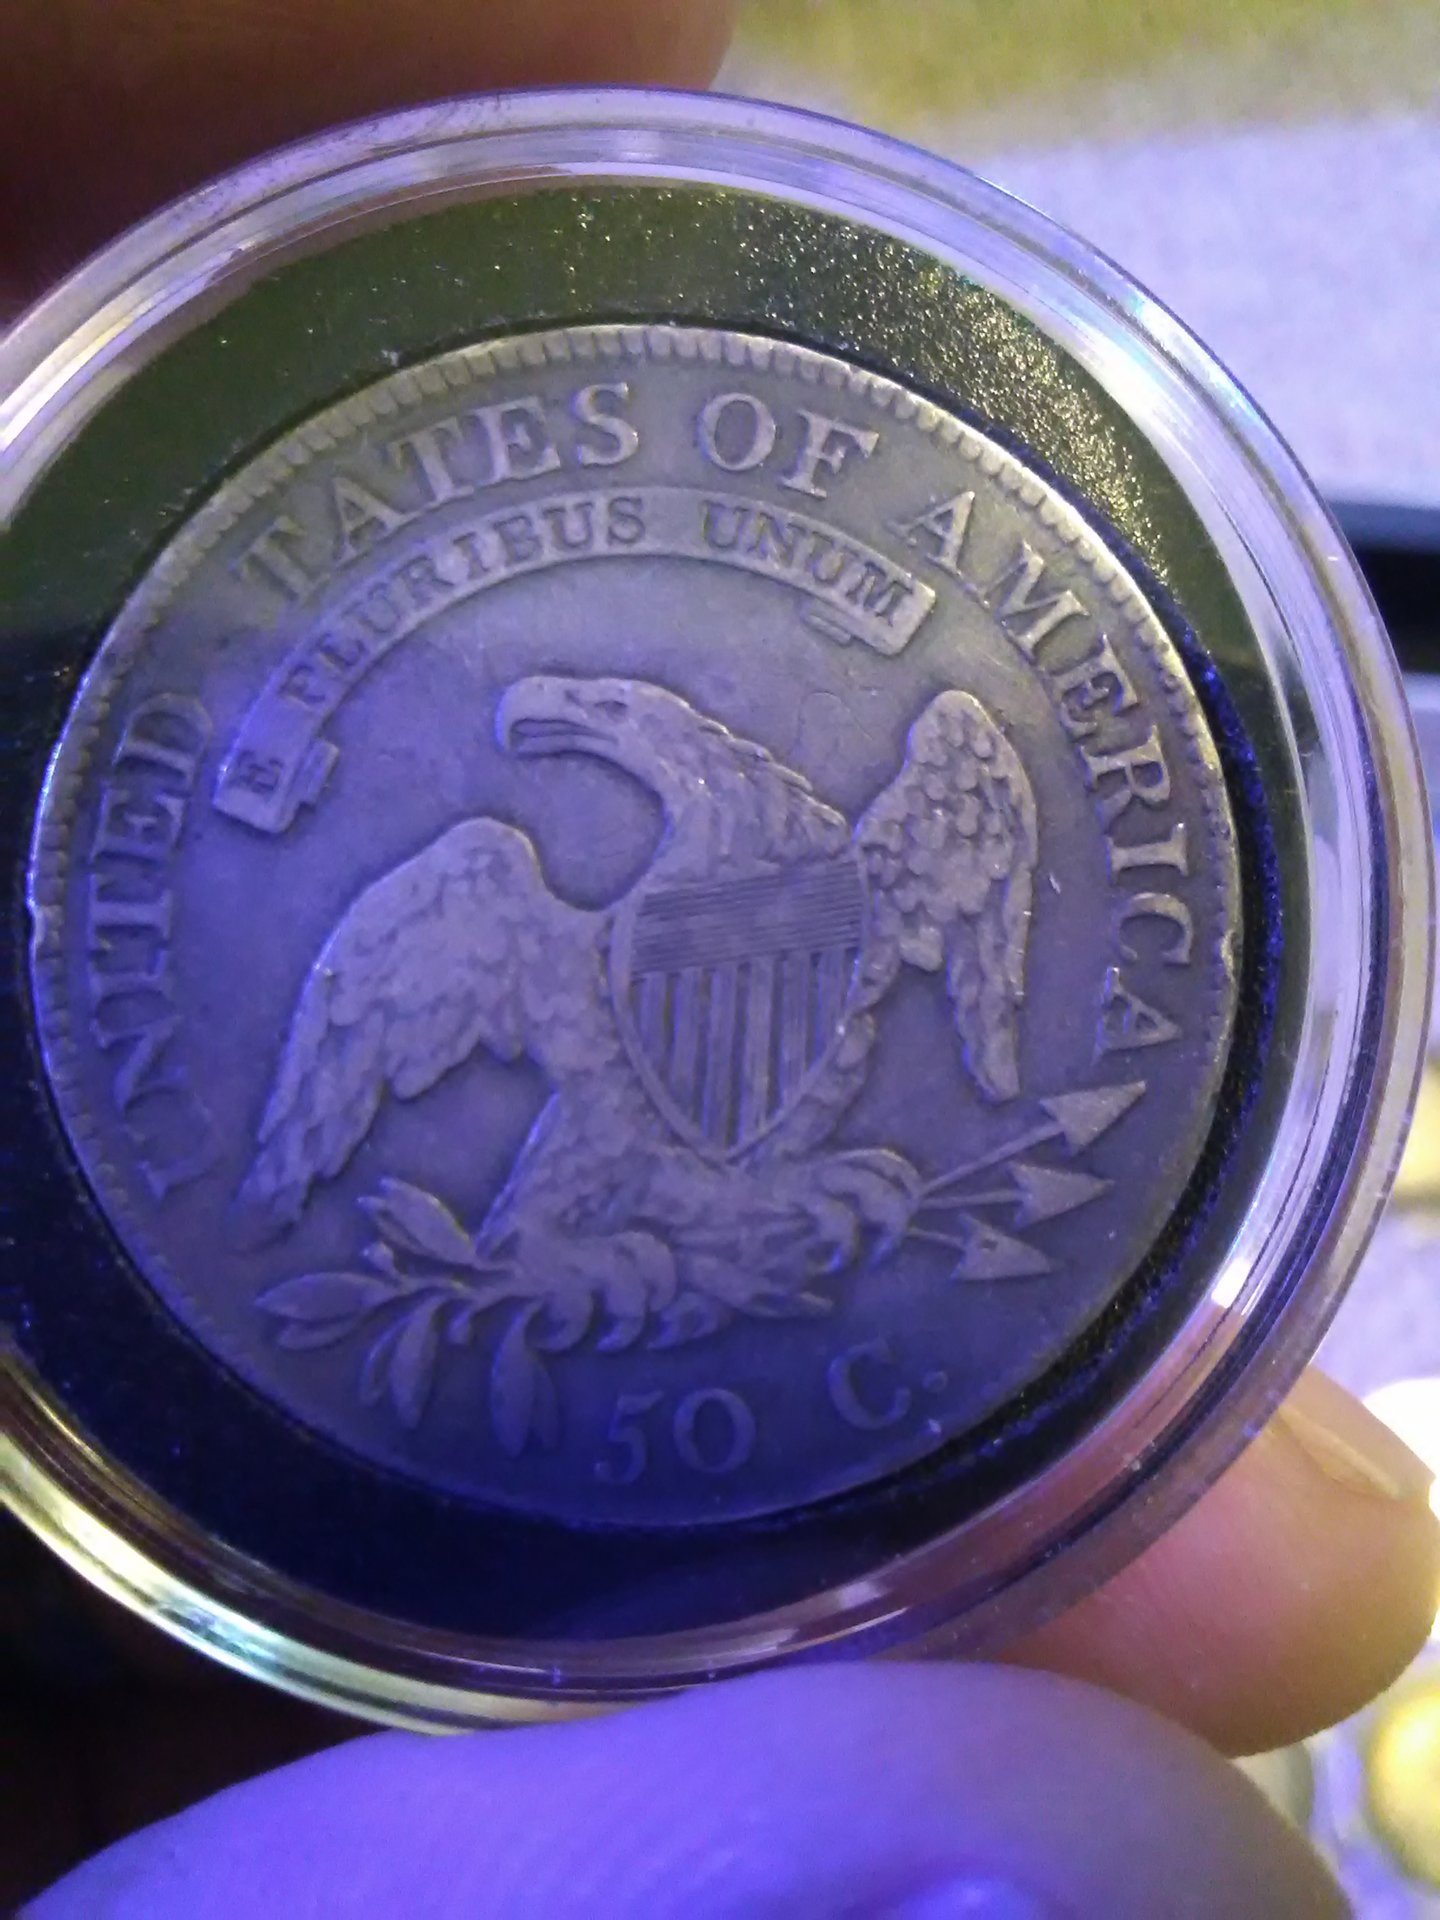 UNITED TATES OF AMERICA
E PLURIBUS UNUM
50 C.